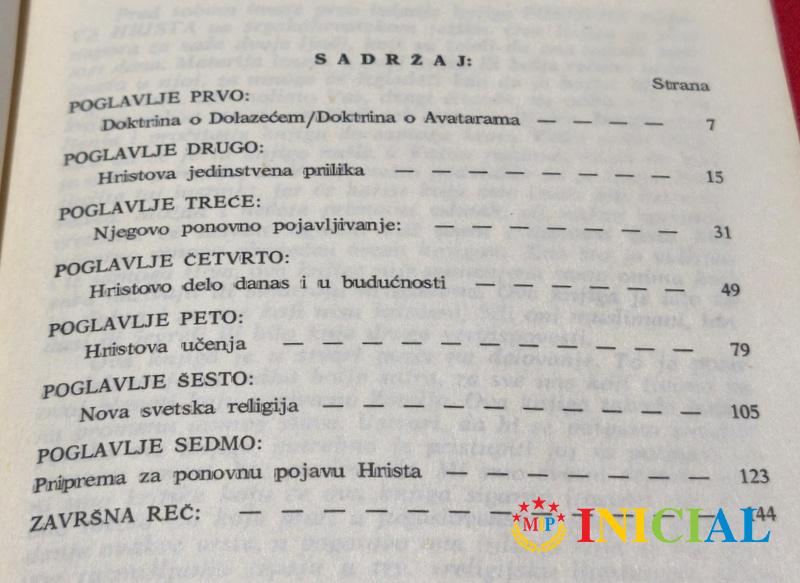 SADRŽAJ:
Strana
POGLAVLJE PRVO:
Doktrina o Dolazećem/Doktrina o Avatarama — — — — 7
POGLAVLJE DRUGO:
Hristova jedinstvena prilika — — — — — — — — 15
POGLAVLJE TREĆE:
Njegovo ponovno pojavljivanje: — — — — — — — 31
POGLAVLJE ČETVRTO:
Hristovo delo danas i u budućnosti — — — — — — 49
POGLAVLJE PETO:
Hristova učenja — — — — — — — — — — — 79
POGLAVLJE ŠESTO:
Nova svetska religija — — — — — — — — — — 105
POGLAVLJE SEDMO:
Priprema za ponovnu pojavu Hrista — — — — — — — 123
ZAVRŠNA REČ: — — — — — — — — — — — — 144
MP INICIAL